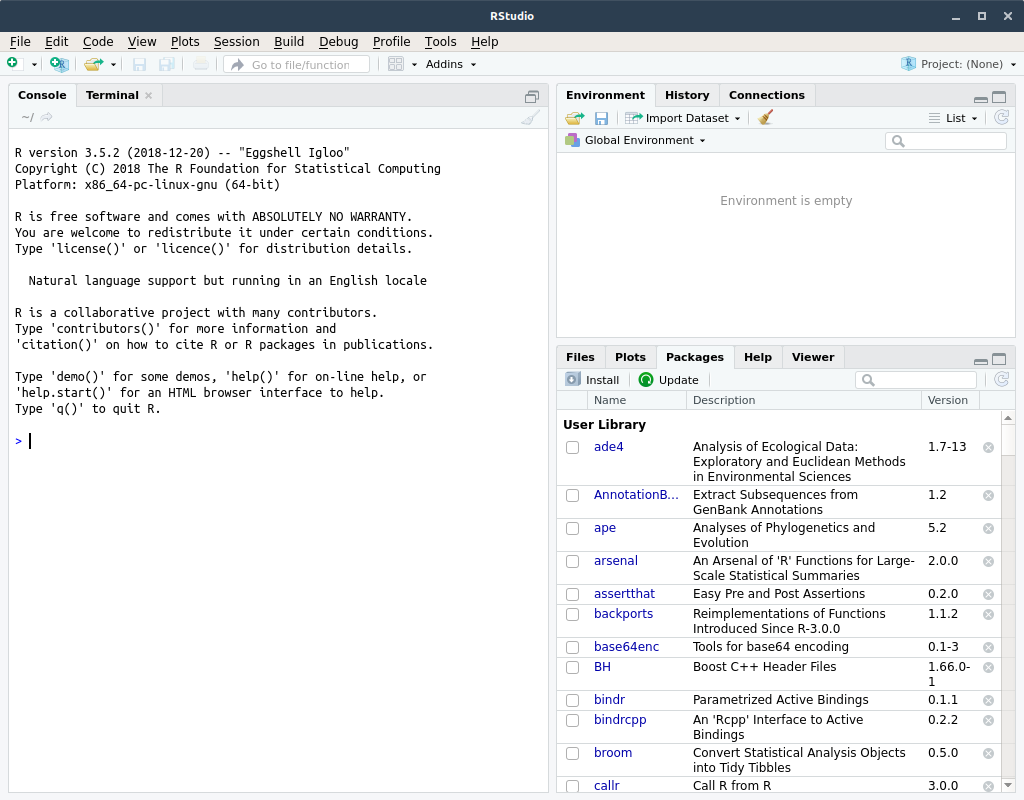 RStudio
File Edit Code View Plots Session Build Debug Profile Tools Help
Go to file/function Addins Project: (None)
Console Terminal
~/
R version 3.5.2 (2018-12-20) -- "Eggshell Igloo"
Copyright (C) 2018 The R Foundation for Statistical Computing
Platform: x86_64-pc-linux-gnu (64-bit)
R is free software and comes with ABSOLUTELY NO WARRANTY.
You are welcome to redistribute it under certain conditions.
Type 'license()' or 'licence()' for distribution details.
Natural language support but running in an English locale
R is a collaborative project with many contributors.
Type 'contributors()' for more information and
'citation()' on how to cite R or R packages in publications.
Type 'demo()' for some demos, 'help()' for on-line help, or
'help.start()' for an HTML browser interface to help.
Type 'q()' to quit R.
>
Environment History Connections
Import Dataset List
Global Environment
Environment is empty
Files Plots Packages Help Viewer
Install Update
Name Description Version
User Library
ade4 Analysis of Ecological Data: 1.7-13
Exploratory and Euclidean Methods
in Environmental Sciences
AnnotationB... Extract Subsequences from 1.2
GenBank Annotations
ape Analyses of Phylogenetics and 5.2
Evolution
arsenal An Arsenal of 'R' Functions for Large- 2.0.0
Scale Statistical Summaries
assertthat Easy Pre and Post Assertions 0.2.0
backports Reimplementations of Functions 1.1.2
Introduced Since R-3.0.0
base64enc Tools for base64 encoding 0.1-3
BH Boost C++ Header Files 1.66.0-
1
bindr Parametrized Active Bindings 0.1.1
bindrcpp An 'Rcpp' Interface to Active 0.2.2
Bindings
broom Convert Statistical Analysis Objects 0.5.0
into Tidy Tibbles
callr Call R from R 3.0.0